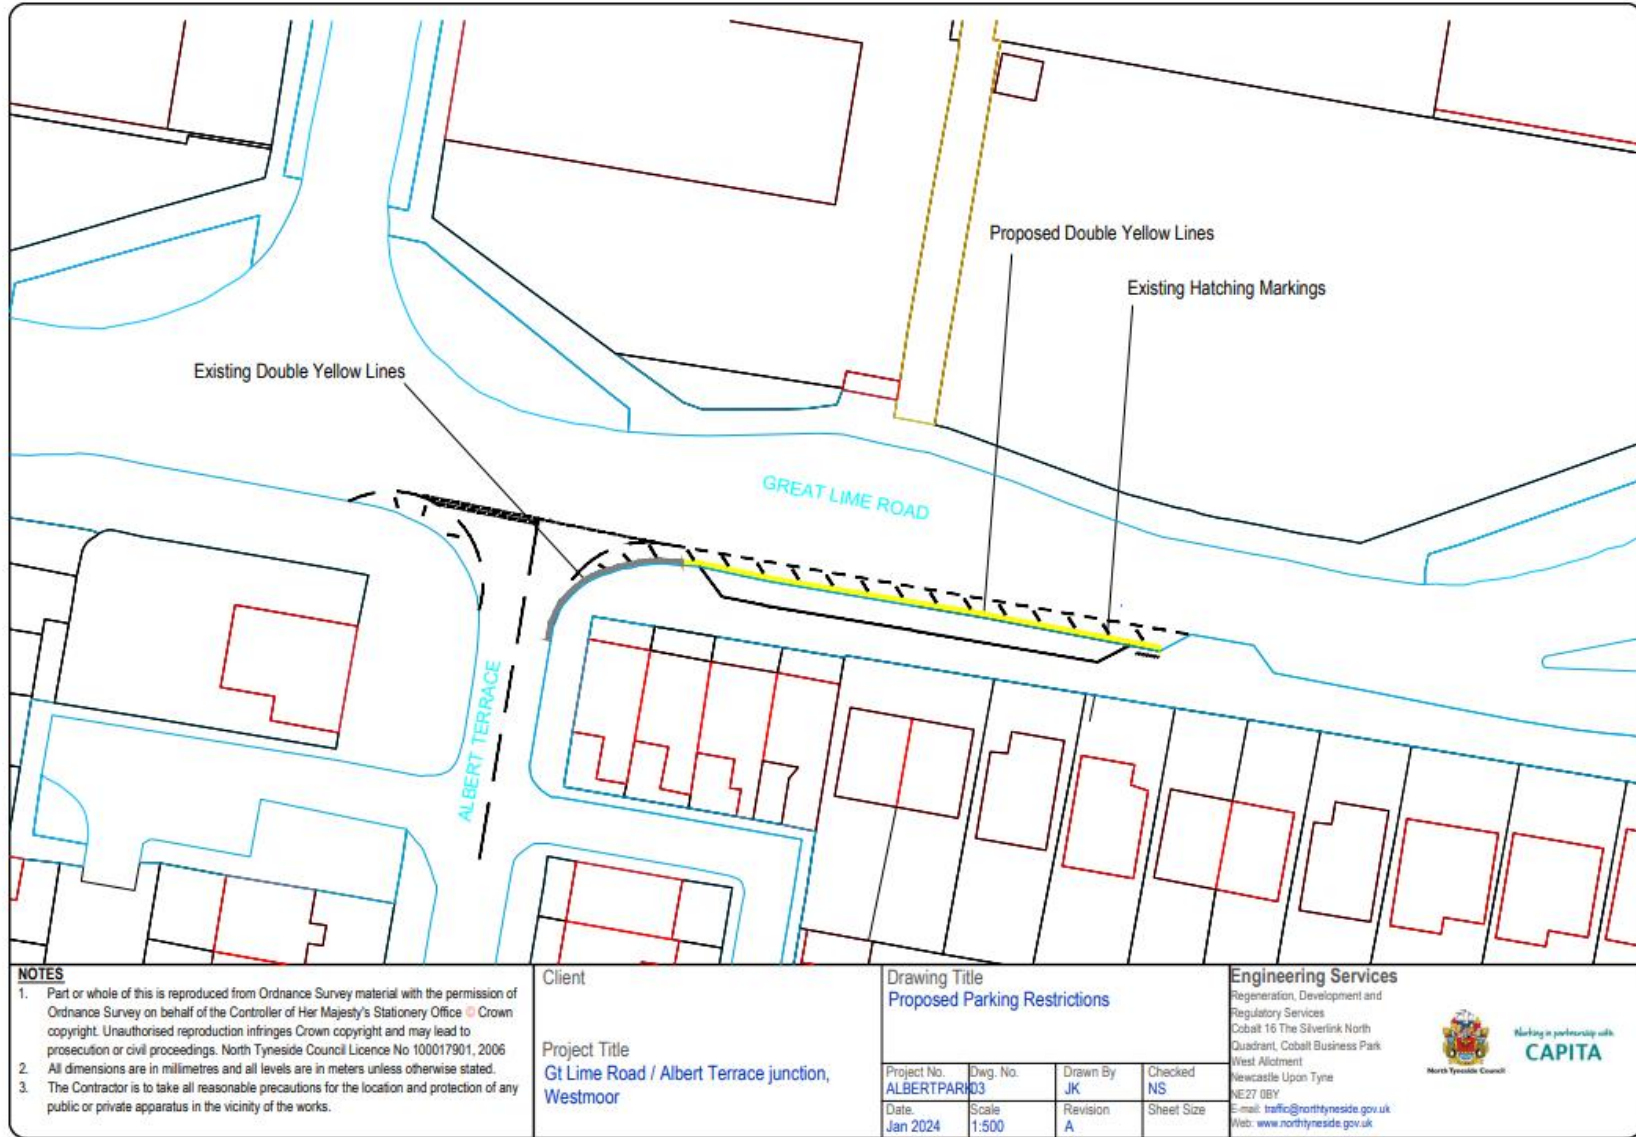 Proposed Double Yellow Lines
Existing Hatching Markings
Existing Double Yellow Lines
GREAT LIME ROAD
ALBERT TERRACE
NOTES
1. Part or whole of this is reproduced from Ordnance Survey material with the permission of
Ordnance Survey on behalf of the Controller of Her Majesty's Stationery Office © Crown
copyright. Unauthorised reproduction infringes Crown copyright and may lead to
prosecution or civil proceedings. North Tyneside Council Licence No 100017901, 2006
2. All dimensions are in millimetres and all levels are in meters unless otherwise stated.
3. The Contractor is to take all reasonable precautions for the location and protection of any
public or private apparatus in the vicinity of the works.
Client
Project Title
Gt Lime Road / Albert Terrace junction,
Westmoor
Drawing Title
Proposed Parking Restrictions
Project No. Dwg. No. Drawn By Checked
ALBERTPARK03 JK NS
Date. Scale Revision Sheet Size
Jan 2024 1:500 A
Engineering Services
Regeneration, Development and
Regulatory Services
Cobalt 16 The Silverlink North
Quadrant, Cobalt Business Park
West Allotment
Newcastle Upon Tyne
NE27 0BY
E-mail: traffic@northtyneside.gov.uk
Web: www.northtyneside.gov.uk
North Tyneside Council
Working in partnership with
CAPITA